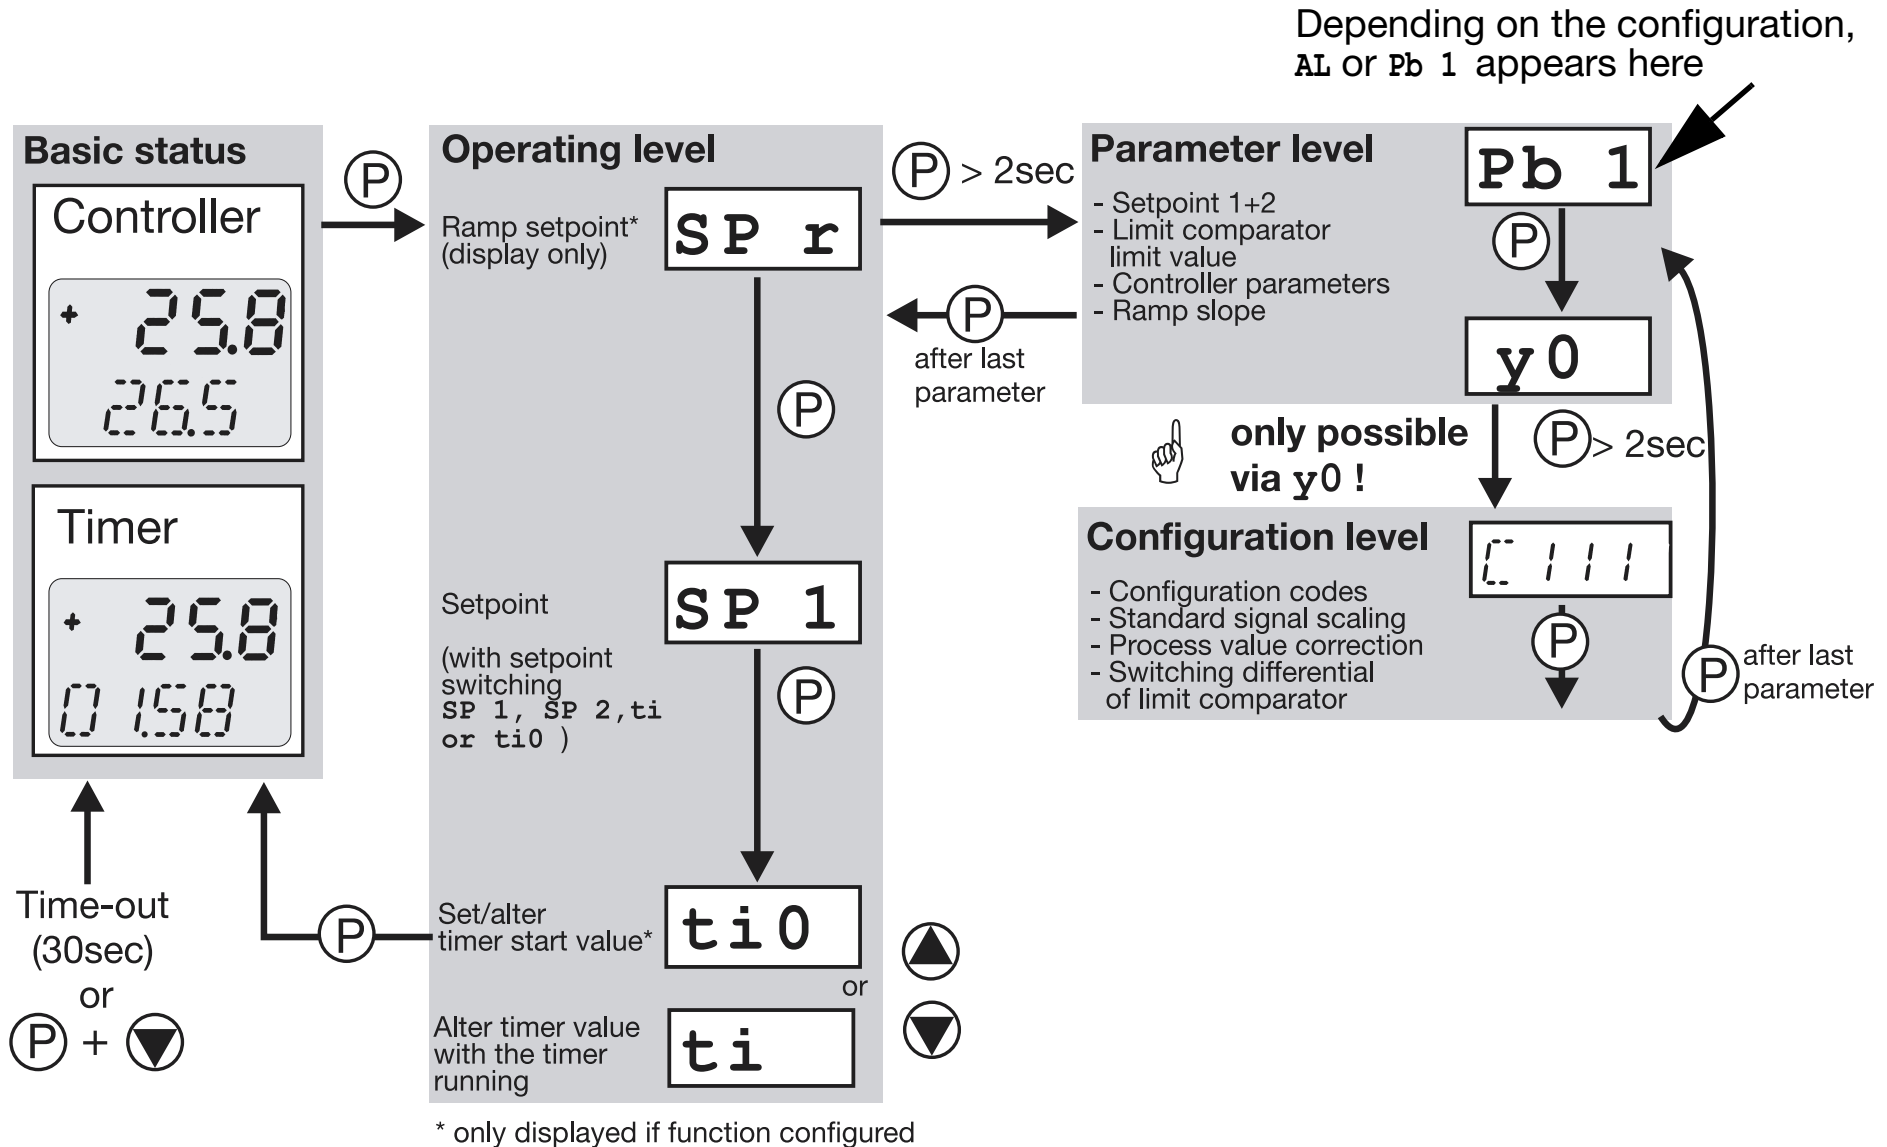 Depending on the configuration,
AL or Pb 1 appears here
Basic status
Controller
+ 25.8
26.5
Timer
+ 25.8
01.58
Time-out
(30sec)
or
P +
P
Operating level
Ramp setpoint*
(display only)
SP r
P
Setpoint
SP 1
(with setpoint
switching
SP 1, SP 2,ti
or ti0 )
P
P
Set/alter
timer start value*
ti0
or
Alter timer value
with the timer
running
ti
* only displayed if function configured
P > 2sec
P
after last
parameter
Parameter level
- Setpoint 1+2
- Limit comparator
limit value
- Controller parameters
- Ramp slope
Pb 1
P
y0
only possible
via y0 !
P > 2sec
Configuration level
- Configuration codes
- Standard signal scaling
- Process value correction
- Switching differential
of limit comparator
C111
P
P after last
parameter